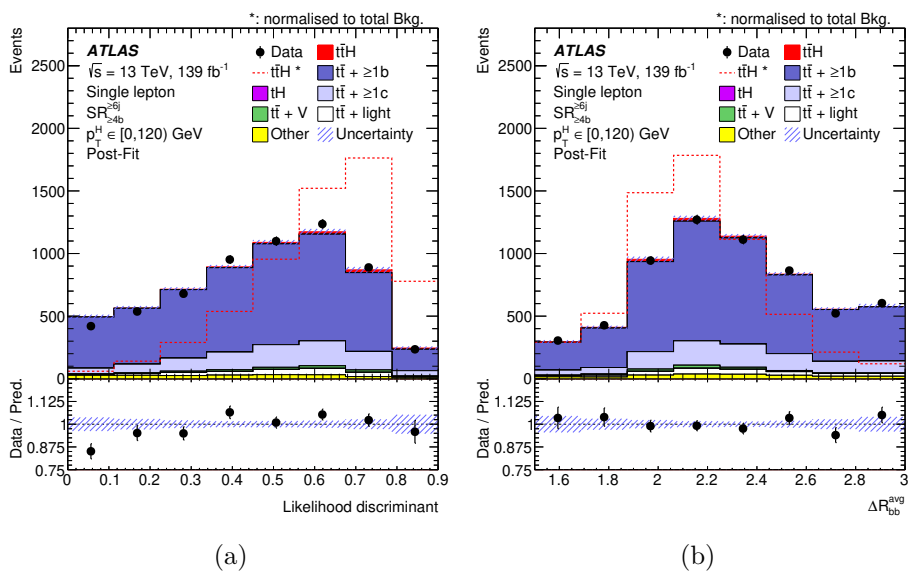 *: normalised to total Bkg.
Events
2500
2000
1500
1000
500
0
ATLAS
√s = 13 TeV, 139 fb⁻¹
Single lepton
SR≥6j≥4b
pTH ∈ [0,120) GeV
Post-Fit
Data
tt̄H
tt̄H *
tt̄ + ≥1b
tH
tt̄ + ≥1c
tt̄ + V
tt̄ + light
Other
Uncertainty
Data / Pred.
1.125
1
0.875
0.75
0 0.1 0.2 0.3 0.4 0.5 0.6 0.7 0.8 0.9
Likelihood discriminant
(a)
*: normalised to total Bkg.
Events
2500
2000
1500
1000
500
0
ATLAS
√s = 13 TeV, 139 fb⁻¹
Single lepton
SR≥6j≥4b
pTH ∈ [0,120) GeV
Post-Fit
Data
tt̄H
tt̄H *
tt̄ + ≥1b
tH
tt̄ + ≥1c
tt̄ + V
tt̄ + light
Other
Uncertainty
Data / Pred.
1.125
1
0.875
0.75
1.6 1.8 2 2.2 2.4 2.6 2.8 3
ΔRavgbb
(b)